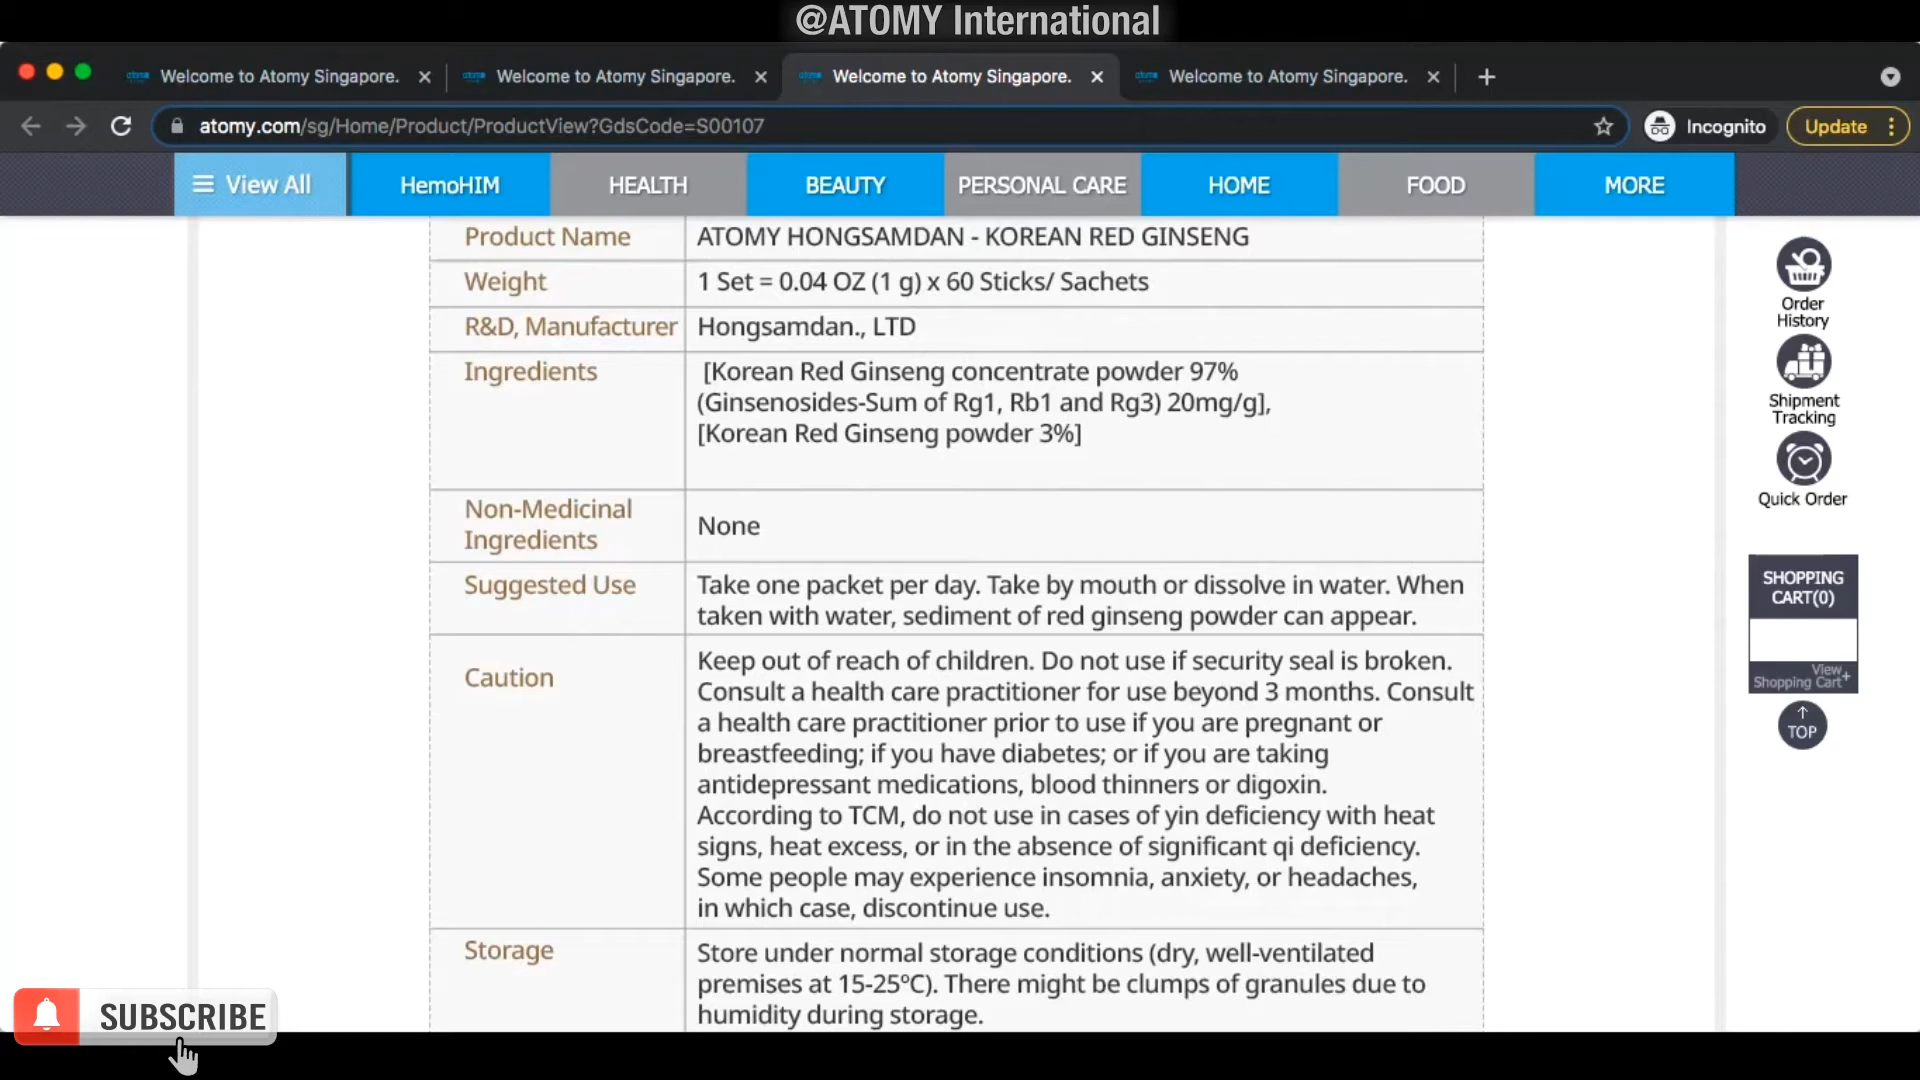 @ATOMY International
Welcome to Atomy Singapore.
Welcome to Atomy Singapore.
Welcome to Atomy Singapore.
Welcome to Atomy Singapore.
atomy.com/sg/Home/Product/ProductView?GdsCode=S00107
Incognito
Update
View All
HemoHIM
HEALTH
BEAUTY
PERSONAL CARE
HOME
FOOD
MORE
Product Name
ATOMY HONGSAMDAN - KOREAN RED GINSENG
Weight
1 Set = 0.04 OZ (1 g) x 60 Sticks/ Sachets
R&D, Manufacturer
Hongsamdan., LTD
Ingredients
[Korean Red Ginseng concentrate powder 97%
(Ginsenosides-Sum of Rg1, Rb1 and Rg3) 20mg/g],
[Korean Red Ginseng powder 3%]
Non-Medicinal
Ingredients
None
Suggested Use
Take one packet per day. Take by mouth or dissolve in water. When
taken with water, sediment of red ginseng powder can appear.
Caution
Keep out of reach of children. Do not use if security seal is broken.
Consult a health care practitioner for use beyond 3 months. Consult
a health care practitioner prior to use if you are pregnant or
breastfeeding; if you have diabetes; or if you are taking
antidepressant medications, blood thinners or digoxin.
According to TCM, do not use in cases of yin deficiency with heat
signs, heat excess, or in the absence of significant qi deficiency.
Some people may experience insomnia, anxiety, or headaches,
in which case, discontinue use.
Storage
Store under normal storage conditions (dry, well-ventilated
premises at 15-25ºC). There might be clumps of granules due to
humidity during storage.
Order
History
Shipment
Tracking
Quick Order
SHOPPING
CART(0)
View
Shopping Cart+
TOP
SUBSCRIBE